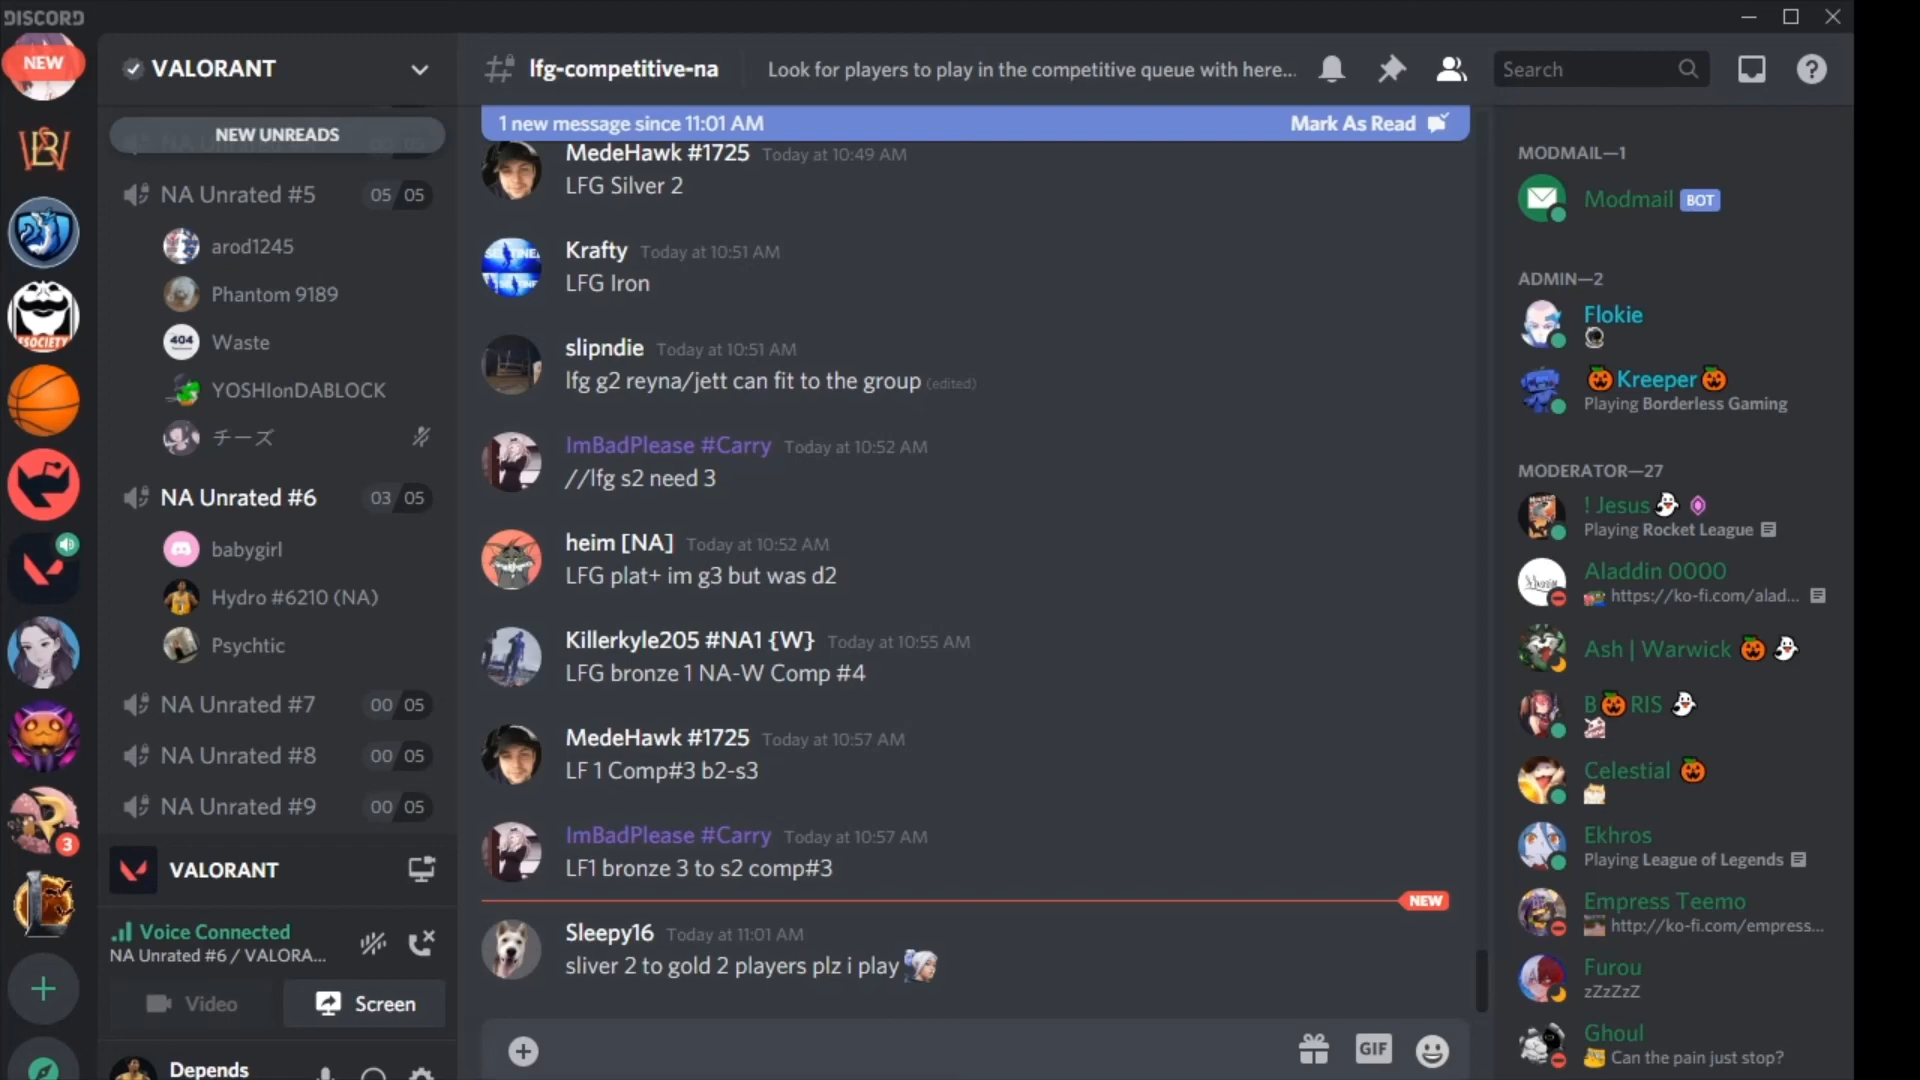 DISCORD
NEW
VALORANT
NEW UNREADS
NA Unrated #5 05 05
arod1245
Phantom 9189
404
Waste
YOSHIonDABLOCK
チーズ
NA Unrated #6 03 05
babygirl
Hydro #6210 (NA)
Psychtic
NA Unrated #7 00 05
NA Unrated #8 00 05
NA Unrated #9 00 05
3
VALORANT
Voice Connected
NA Unrated #6 / VALORA...
Video Screen
Depends
lfg-competitive-na Look for players to play in the competitive queue with here... Search
1 new message since 11:01 AM Mark As Read
MedeHawk #1725 Today at 10:49 AM
LFG Silver 2
Krafty Today at 10:51 AM
LFG Iron
slipndie Today at 10:51 AM
lfg g2 reyna/jett can fit to the group (edited)
ImBadPlease #Carry Today at 10:52 AM
//lfg s2 need 3
heim [NA] Today at 10:52 AM
LFG plat+ im g3 but was d2
Killerkyle205 #NA1 {W} Today at 10:55 AM
LFG bronze 1 NA-W Comp #4
MedeHawk #1725 Today at 10:57 AM
LF 1 Comp#3 b2-s3
ImBadPlease #Carry Today at 10:57 AM
LF1 bronze 3 to s2 comp#3
NEW
Sleepy16 Today at 11:01 AM
sliver 2 to gold 2 players plz i play
GIF
MODMAIL—1
Modmail BOT
ADMIN—2
Flokie
Kreeper
Playing Borderless Gaming
MODERATOR—27
! Jesus
Playing Rocket League
Aladdin 0000
https://ko-fi.com/alad...
Ash | Warwick
B🎃RIS
Celestial
Ekhros
Playing League of Legends
Empress Teemo
http://ko-fi.com/empress...
Furou
zZzZzZ
Ghoul
Can the pain just stop?